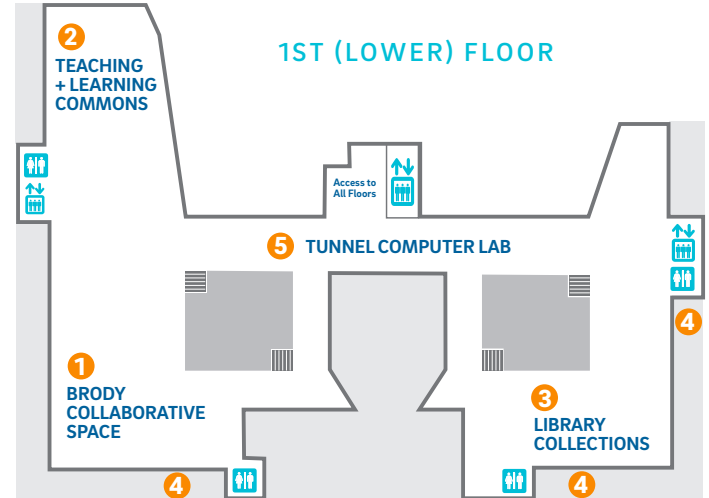 1ST (LOWER) FLOOR
2
TEACHING
+ LEARNING
COMMONS
Access to
All Floors
5 TUNNEL COMPUTER LAB
4
1
BRODY
COLLABORATIVE
SPACE
3
LIBRARY
COLLECTIONS
4
4